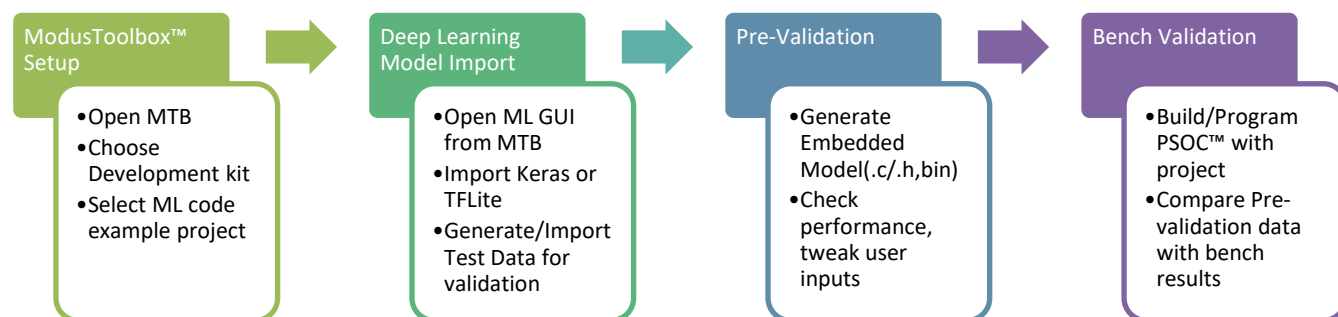 ModusToolbox™
Setup
•Open MTB
•Choose
Development kit
•Select ML code
example project
Deep Learning
Model Import
•Open ML GUI
from MTB
•Import Keras or
TFLite
•Generate/Import
Test Data for
validation
Pre-Validation
•Generate
Embedded
Model(.c/.h,bin)
•Check
performance,
tweak user
inputs
Bench Validation
•Build/Program
PSOC™ with
project
•Compare Pre-
validation data
with bench
results